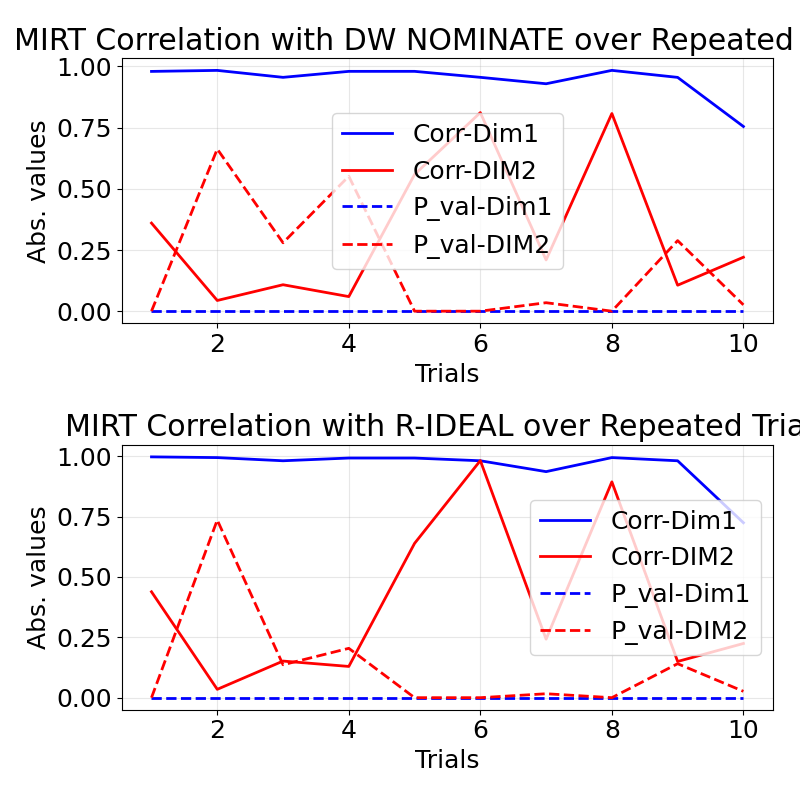 MIRT Correlation with DW NOMINATE over Repeated
1.00
0.75
0.50
0.25
0.00
Abs. values
Corr-Dim1
Corr-DIM2
P_val-Dim1
P_val-DIM2
2 4 6 8 10
Trials
MIRT Correlation with R-IDEAL over Repeated Tria
1.00
0.75
0.50
0.25
0.00
Abs. values
Corr-Dim1
Corr-DIM2
P_val-Dim1
P_val-DIM2
2 4 6 8 10
Trials